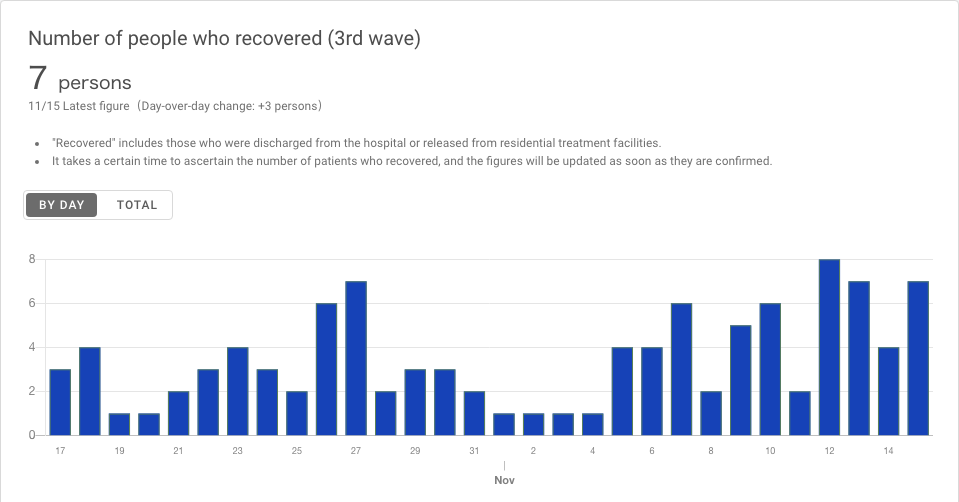 Number of people who recovered (3rd wave)
7 persons
11/15 Latest figure（Day-over-day change: +3 persons）
• "Recovered" includes those who were discharged from the hospital or released from residential treatment facilities.
• It takes a certain time to ascertain the number of patients who recovered, and the figures will be updated as soon as they are confirmed.
BY DAY TOTAL
8
6
4
2
0
17 19 21 23 25 27 29 31 2 4 6 8 10 12 14
Nov